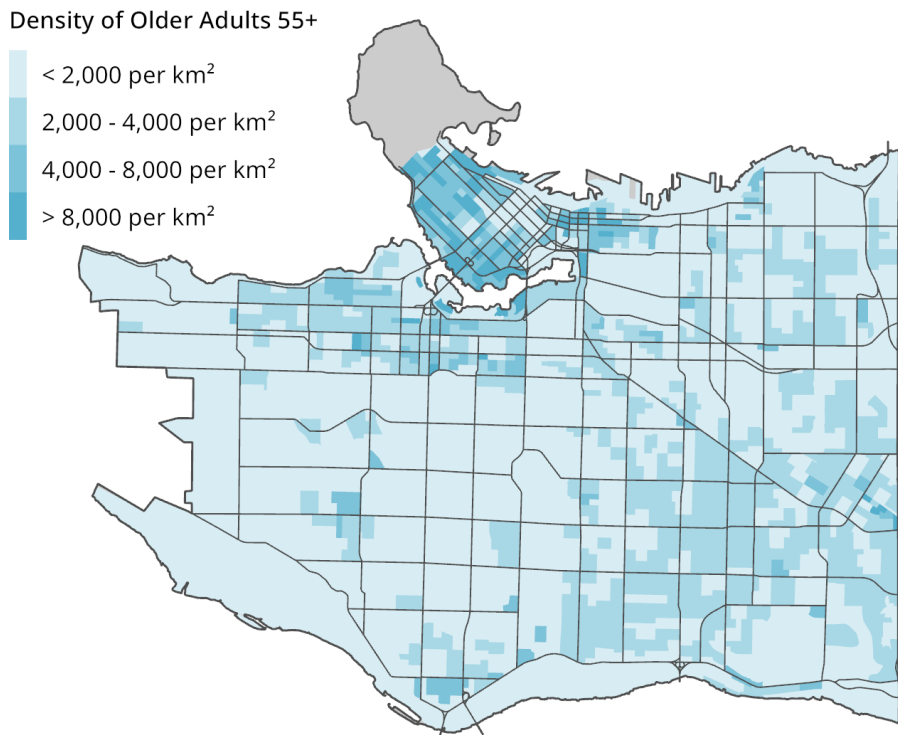 Density of Older Adults 55+
< 2,000 per km²
2,000 - 4,000 per km²
4,000 - 8,000 per km²
> 8,000 per km²